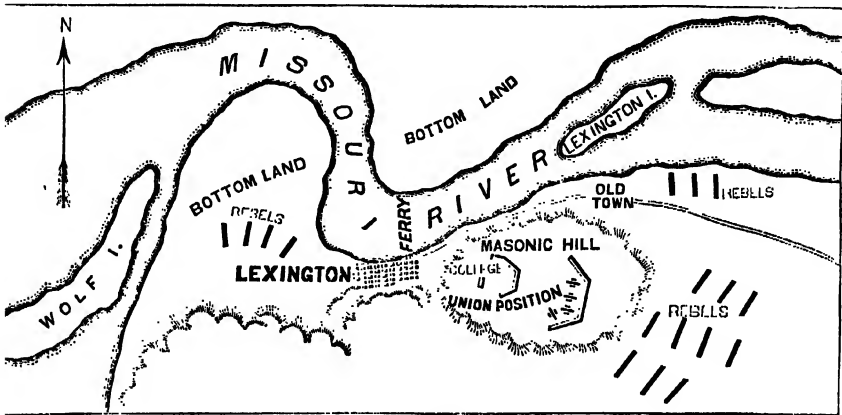 N
MISSOURI RIVER
BOTTOM LAND
LEXINGTON I.
BOTTOM LAND
OLD
TOWN
REBELS
REBELS
FERRY
MASONIC HILL
LEXINGTON
COLLEGE
UNION POSITION
WOLF I.
REBELS